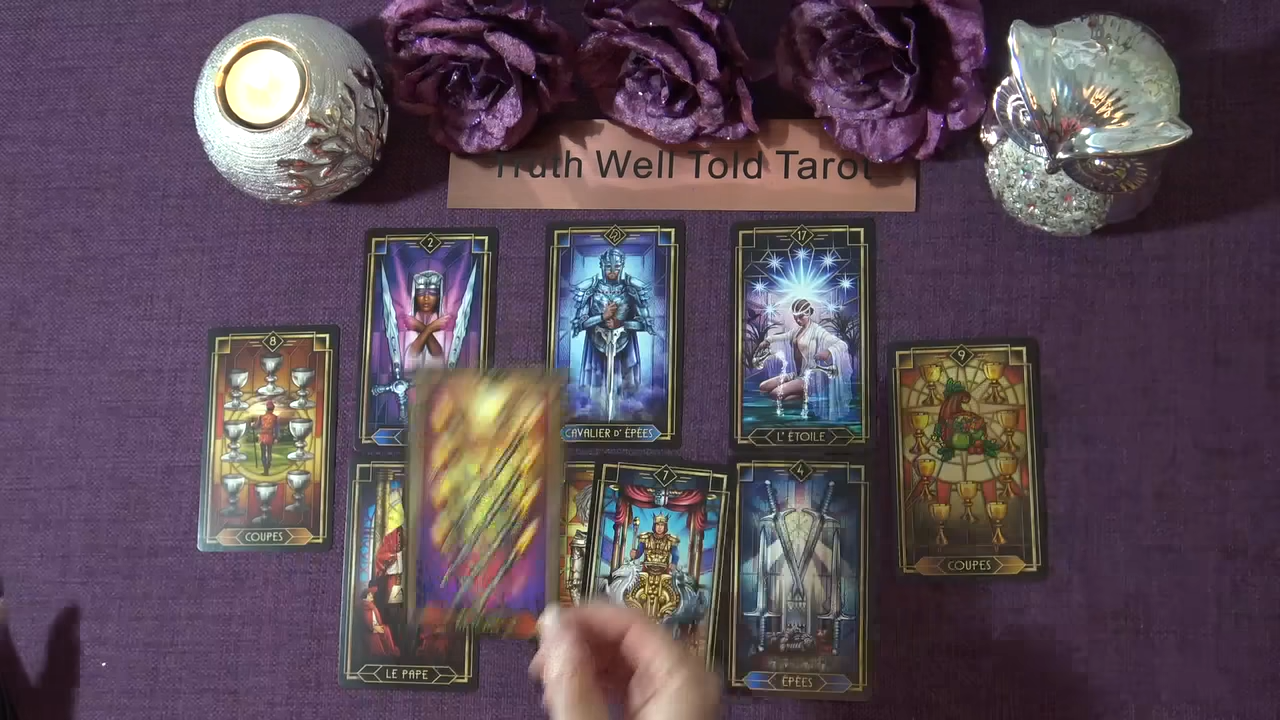 Truth Well Told Tarot
2
17
CAVALIER D' ÉPÉES
L' ÉTOILE
8
COUPES
9
COUPES
7
4
LE PAPE
ÉPÉES